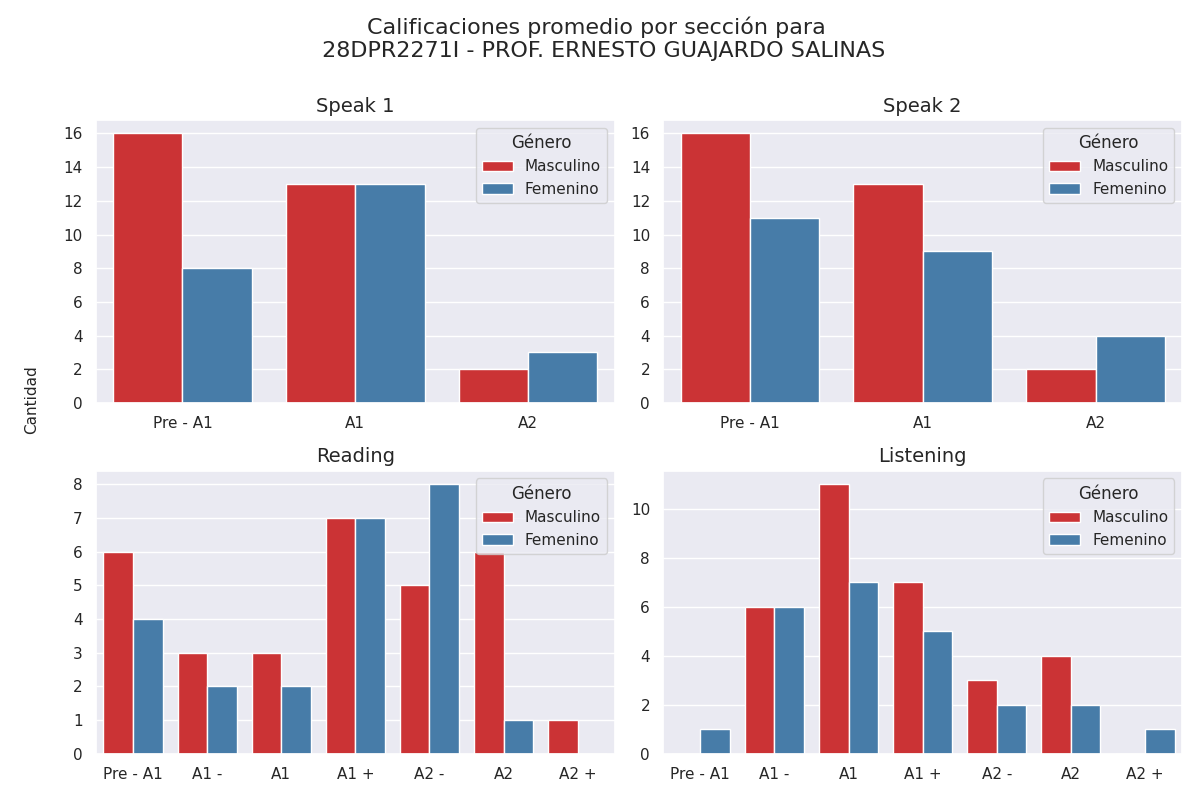 Calificaciones promedio por sección para
28DPR2271I - PROF. ERNESTO GUAJARDO SALINAS
Cantidad
Speak 1
16
14
12
10
8
6
4
2
0
Género
Masculino
Femenino
Pre - A1
A1
A2
Speak 2
16
14
12
10
8
6
4
2
0
Género
Masculino
Femenino
Pre - A1
A1
A2
Reading
8
7
6
5
4
3
2
1
0
Género
Masculino
Femenino
Pre - A1
A1 -
A1
A1 +
A2 -
A2
A2 +
Listening
10
8
6
4
2
0
Género
Masculino
Femenino
Pre - A1
A1 -
A1
A1 +
A2 -
A2
A2 +